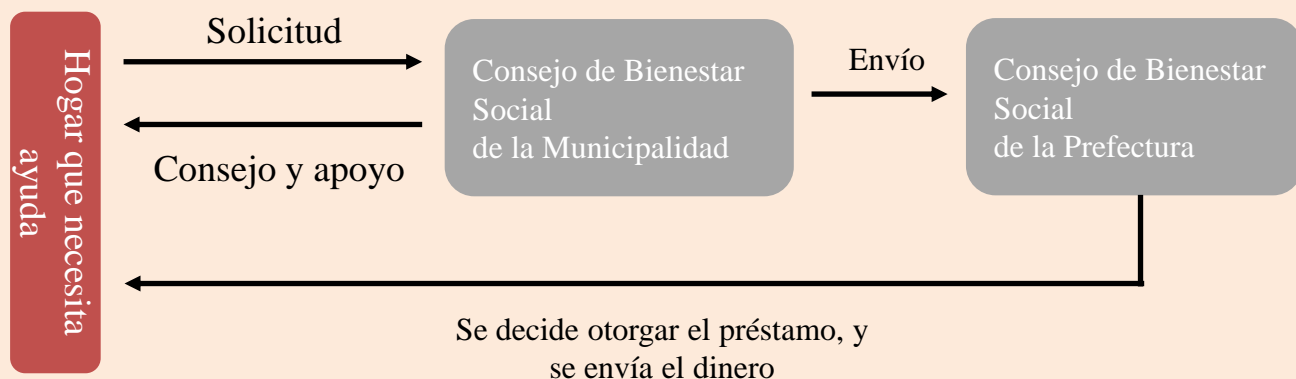 Hogar que necesita
ayuda
Solicitud
Consejo y apoyo
Consejo de Bienestar
Social
de la Municipalidad
Envío
Consejo de Bienestar
Social
de la Prefectura
Se decide otorgar el préstamo, y
se envía el dinero